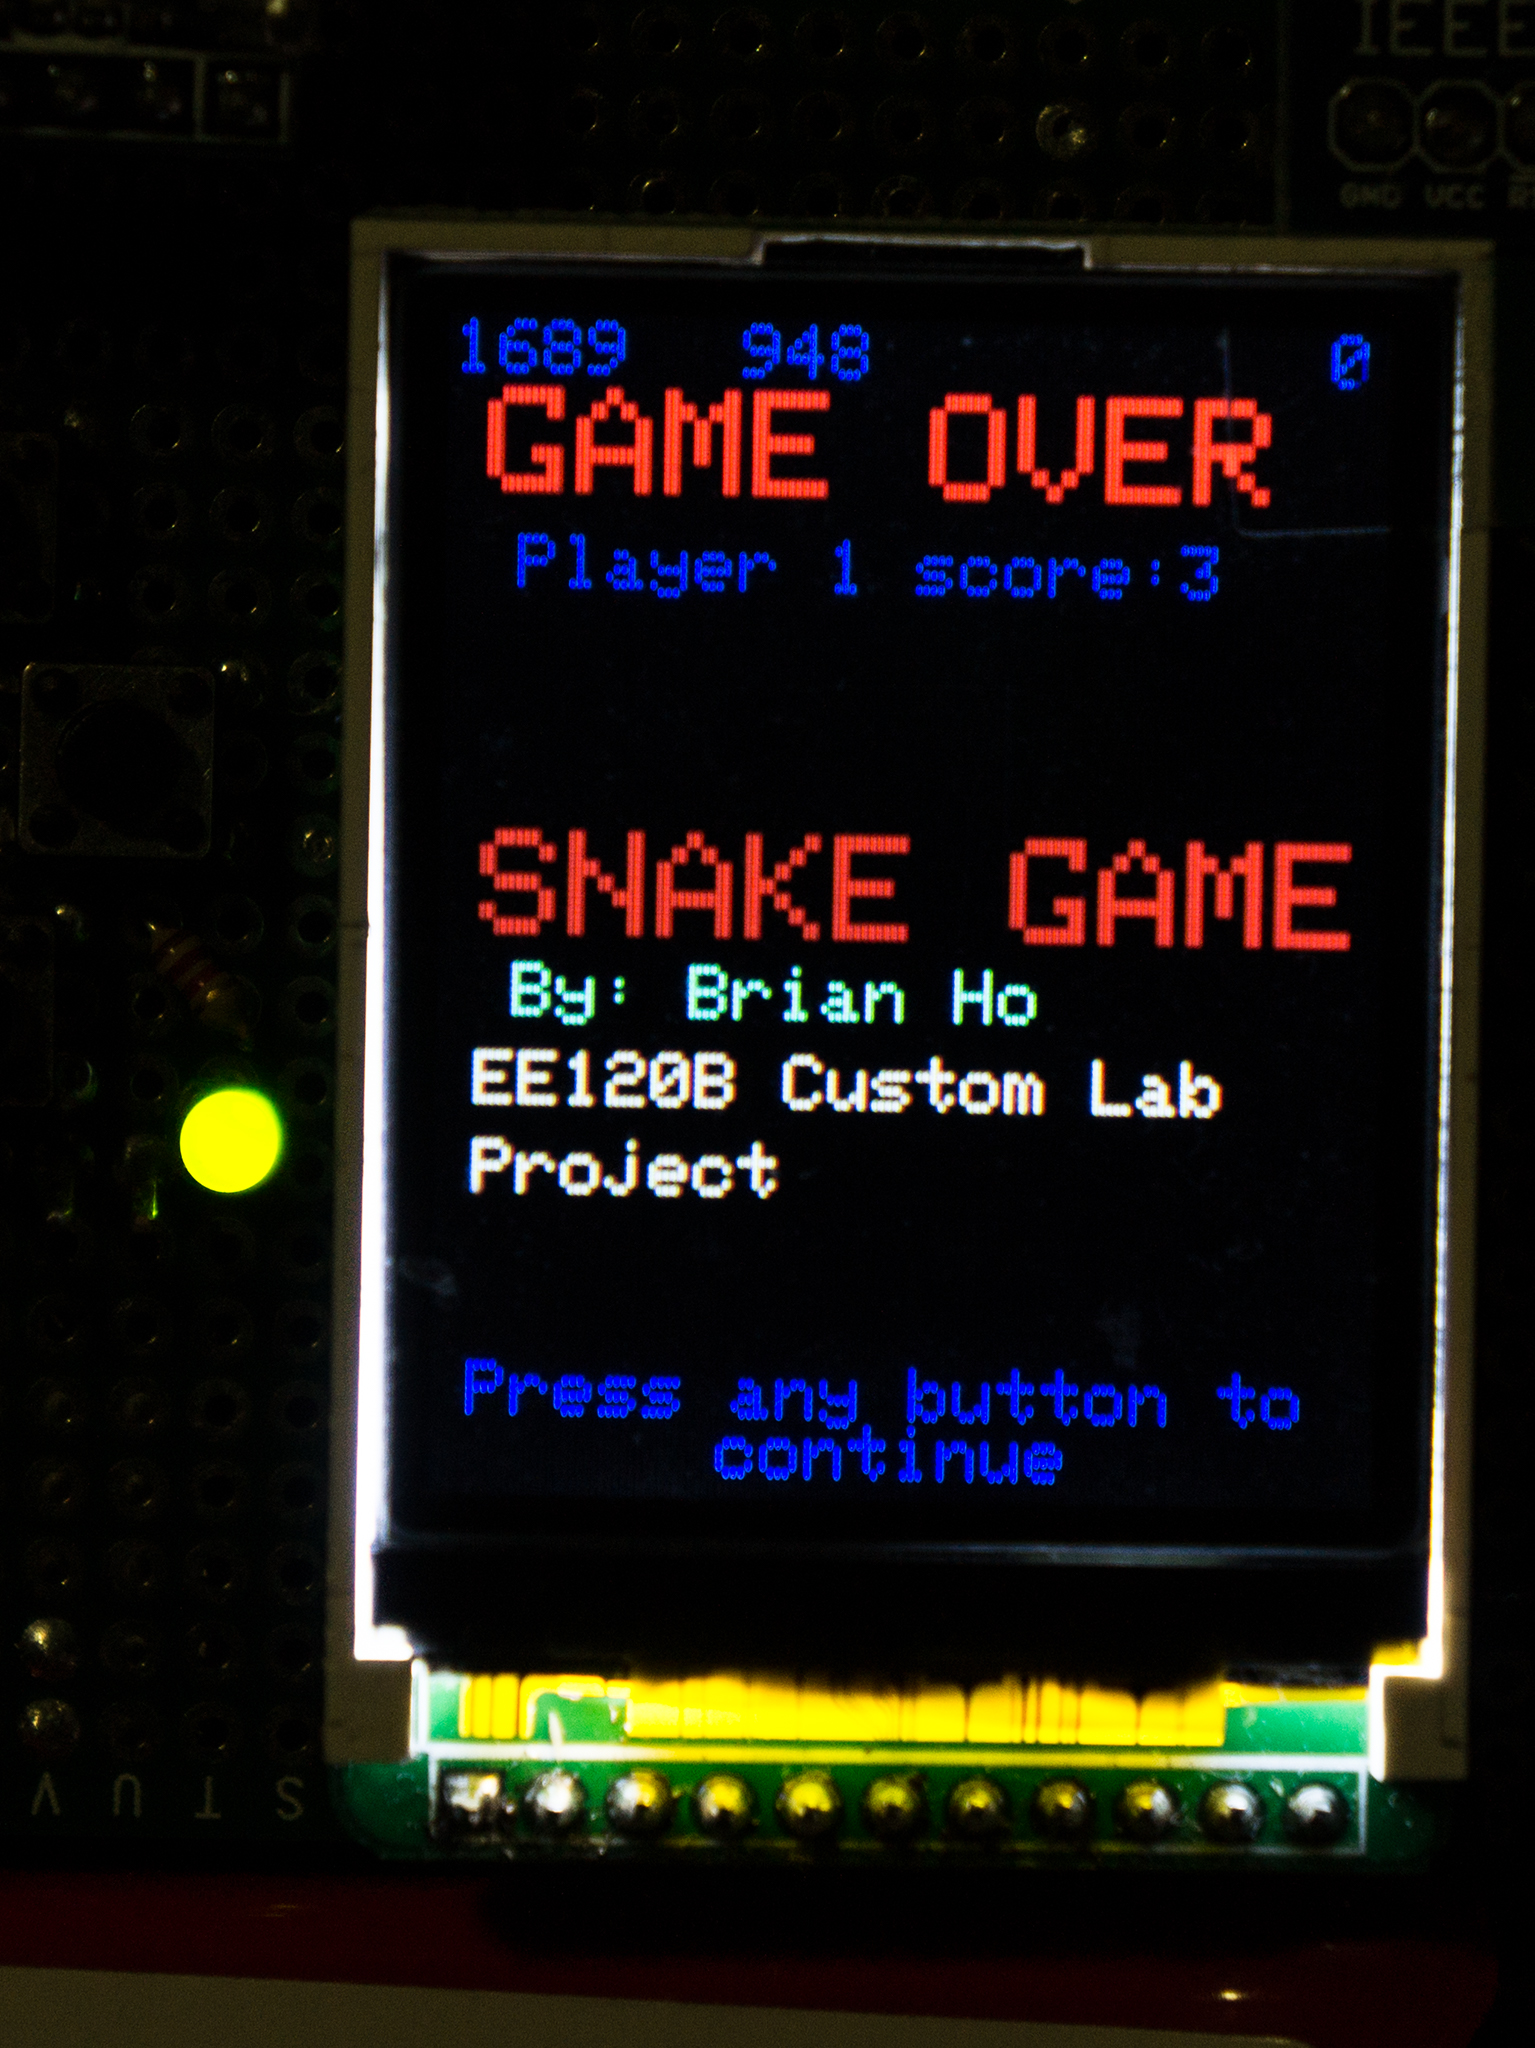 IEEE
GND VCC
1689 948 0
GAME OVER
Player 1 score:3
SNAKE GAME
By: Brian Ho
EE120B Custom Lab
Project
Press any button to
continue
V U T S